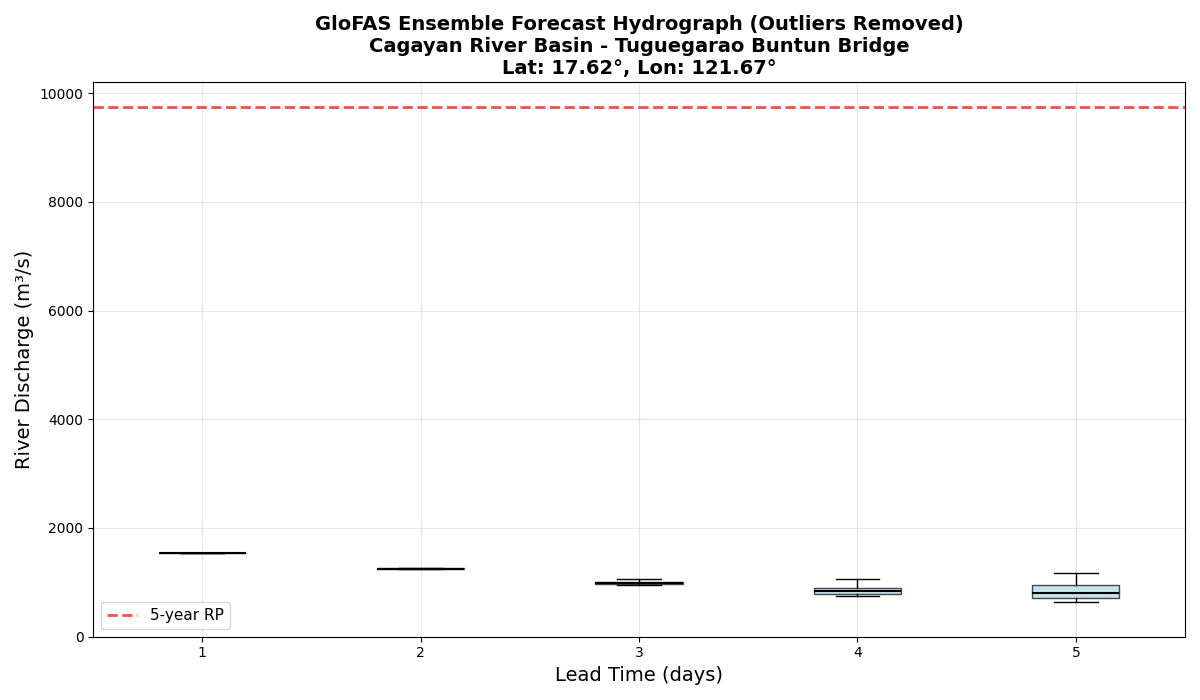 GloFAS Ensemble Forecast Hydrograph (Outliers Removed)
Cagayan River Basin - Tuguegarao Buntun Bridge
Lat: 17.62°, Lon: 121.67°
River Discharge (m³/s)
10000
8000
6000
4000
2000
0
5-year RP
1 2 3 4 5
Lead Time (days)